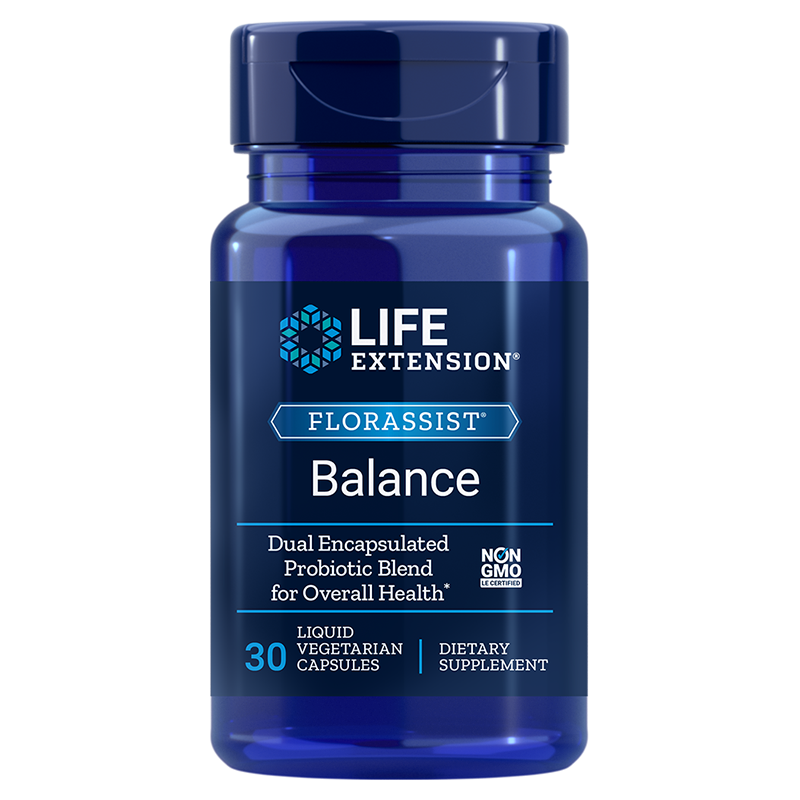 LIFE
EXTENSION®
FLORASSIST®
Balance
Dual Encapsulated
Probiotic Blend
for Overall Health*
NON
GMO
LE CERTIFIED
30 LIQUID
VEGETARIAN
CAPSULES
DIETARY
SUPPLEMENT